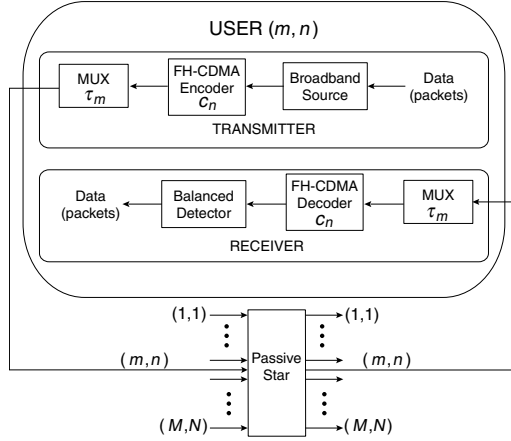 USER (m, n)
MUX
τm
FH-CDMA
Encoder
cn
Broadband
Source
Data
(packets)
TRANSMITTER
Data
(packets)
Balanced
Detector
FH-CDMA
Decoder
cn
MUX
τm
RECEIVER
(1,1)
(1,1)
(m,n)
Passive
Star
(m,n)
(M,N)
(M,N)